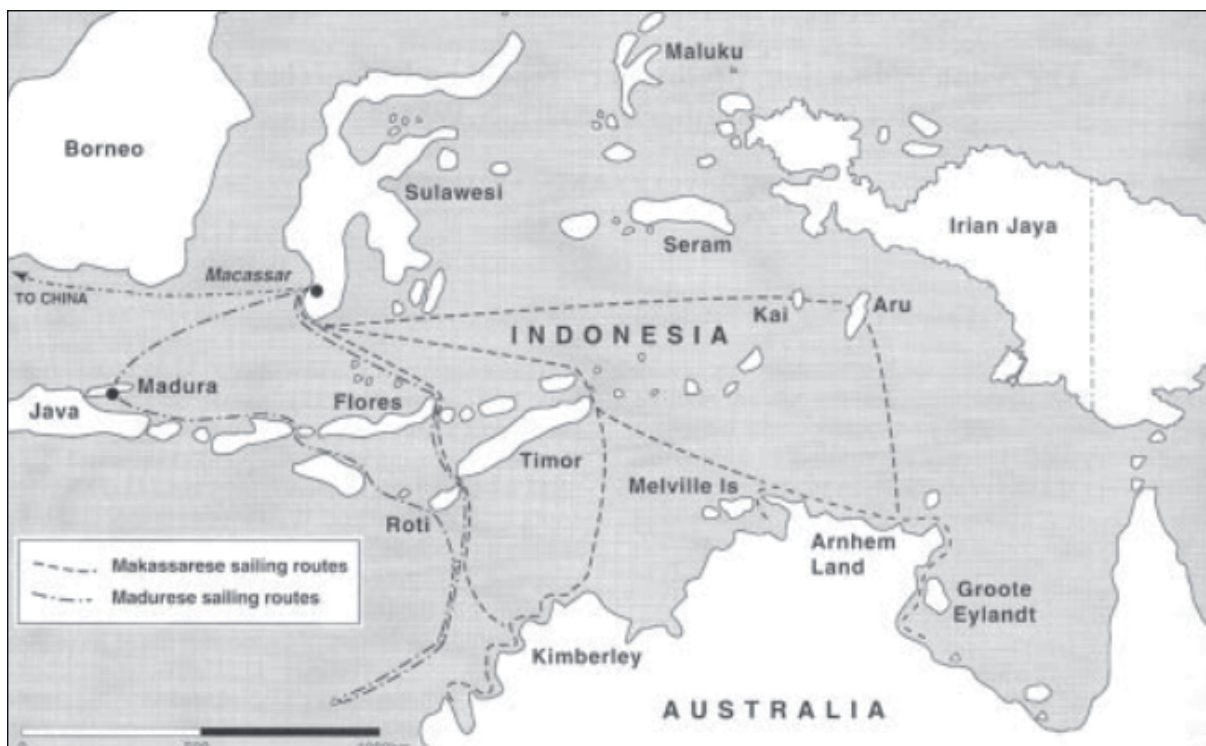 Maluku
Borneo
Sulawesi
Seram
Irian Jaya
Macassar
TO CHINA
Kai
Aru
INDONESIA
Madura
Java
Flores
Timor
Melville Is
Roti
Arnhem
Land
Groote
Eylandt
Makassarese sailing routes
Madurese sailing routes
Kimberley
AUSTRALIA